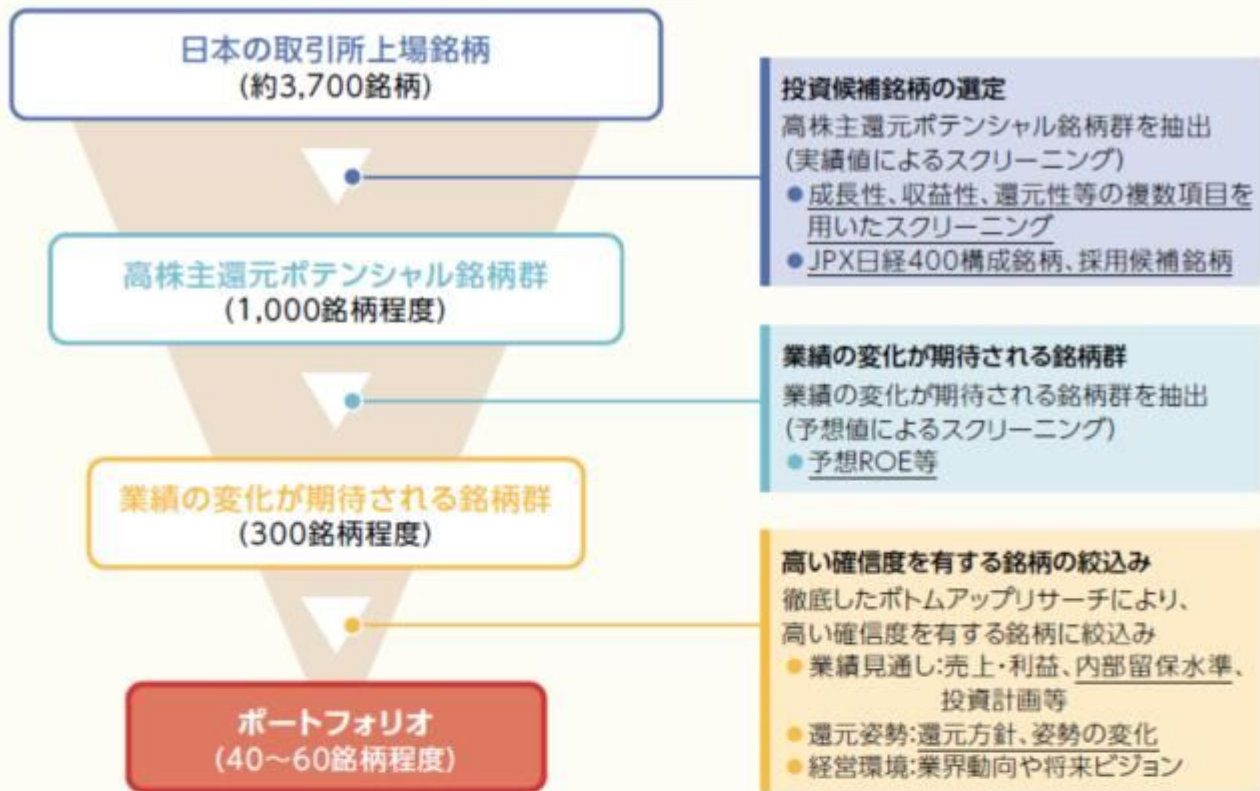 日本の取引所上場銘柄
(約3,700銘柄)
投資候補銘柄の選定
高株主還元ポテンシャル銘柄群を抽出
(実績値によるスクリーニング)
●成長性、収益性、還元性等の複数項目を
用いたスクリーニング
●JPX日経400構成銘柄、採用候補銘柄
高株主還元ポテンシャル銘柄群
(1,000銘柄程度)
業績の変化が期待される銘柄群
業績の変化が期待される銘柄群を抽出
(予想値によるスクリーニング)
●予想ROE等
業績の変化が期待される銘柄群
(300銘柄程度)
高い確信度を有する銘柄の絞込み
徹底したボトムアップリサーチにより、
高い確信度を有する銘柄に絞込み
●業績見通し:売上・利益、内部留保水準、
投資計画等
●還元姿勢:還元方針、姿勢の変化
●経営環境:業界動向や将来ビジョン
ポートフォリオ
(40〜60銘柄程度)